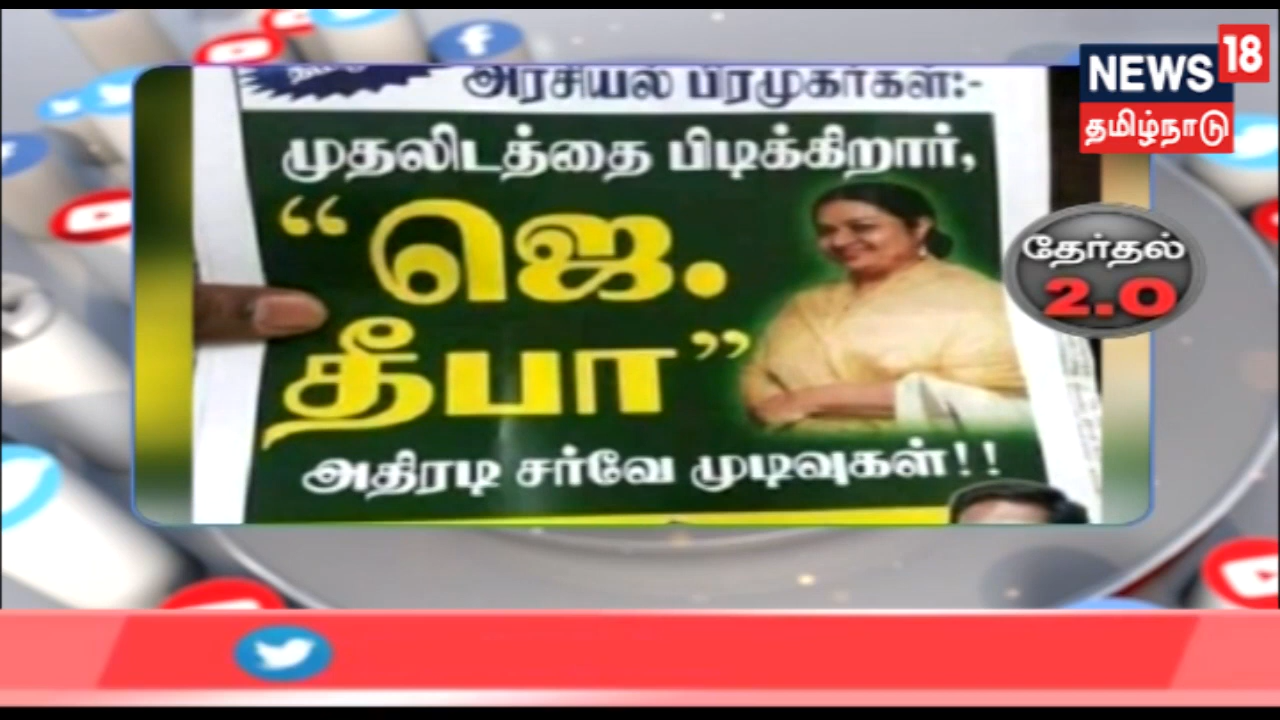 NEWS 18
தமிழ்நாடு
அரசியல் பிரமுகர்கள்:-
முதலிடத்தை பிடிக்கிறார்,
“ஜெ.
தீபா”
அதிரடி சர்வே முடிவுகள்!!
தேர்தல்
2.0